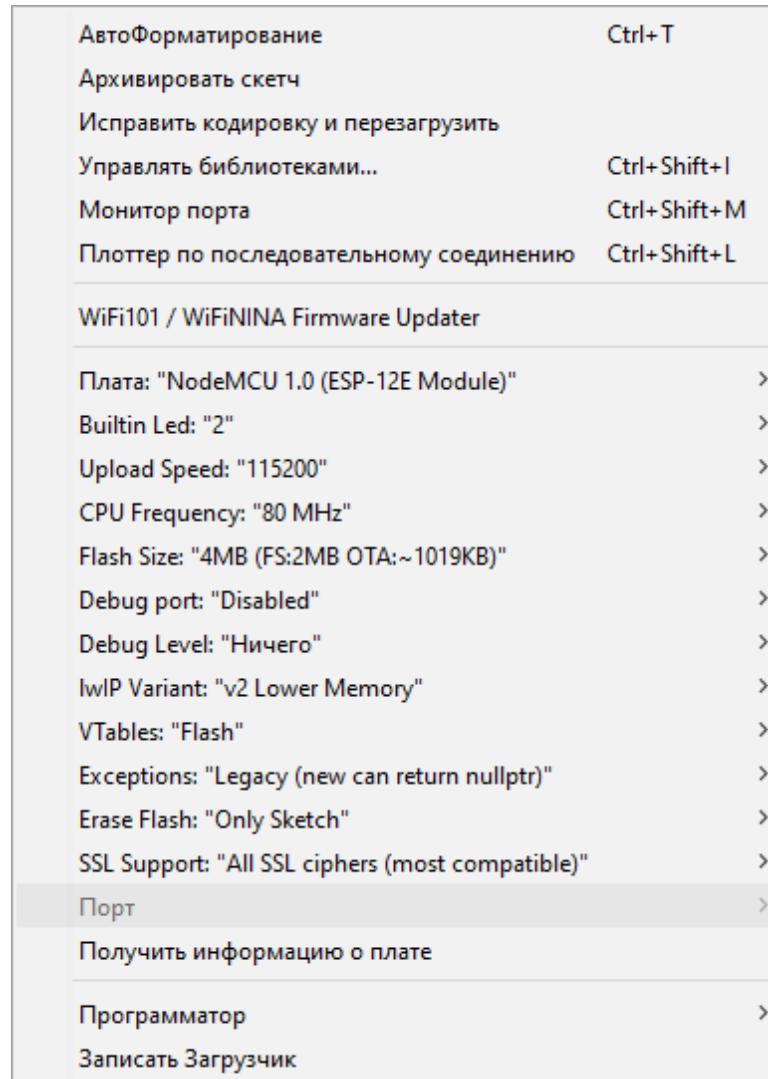 АвтоФорматирование Ctrl+T
Архивировать скетч
Исправить кодировку и перезагрузить
Управлять библиотеками... Ctrl+Shift+I
Монитор порта Ctrl+Shift+M
Плоттер по последовательному соединению Ctrl+Shift+L
WiFi101 / WiFiNINA Firmware Updater
Плата: "NodeMCU 1.0 (ESP-12E Module)"
Builtin Led: "2"
Upload Speed: "115200"
CPU Frequency: "80 MHz"
Flash Size: "4MB (FS:2MB OTA:~1019KB)"
Debug port: "Disabled"
Debug Level: "Ничего"
lwIP Variant: "v2 Lower Memory"
VTables: "Flash"
Exceptions: "Legacy (new can return nullptr)"
Erase Flash: "Only Sketch"
SSL Support: "All SSL ciphers (most compatible)"
Порт
Получить информацию о плате
Программатор
Записать Загрузчик